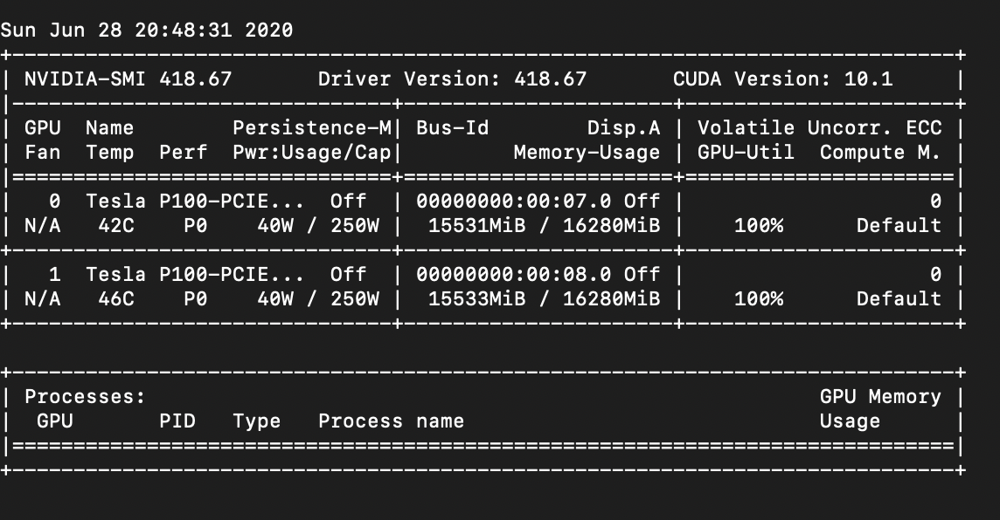 Sun Jun 28 20:48:31 2020
+-----------------------------------------------------------------------------+
| NVIDIA-SMI 418.67       Driver Version: 418.67       CUDA Version: 10.1     |
|-------------------------------+----------------------+----------------------+
| GPU  Name        Persistence-M| Bus-Id        Disp.A | Volatile Uncorr. ECC |
| Fan  Temp  Perf  Pwr:Usage/Cap|         Memory-Usage | GPU-Util  Compute M. |
|===============================+======================+======================|
|   0  Tesla P100-PCIE...  Off  | 00000000:00:07.0 Off |                    0 |
| N/A   42C    P0    40W / 250W |  15531MiB / 16280MiB |    100%      Default |
+-------------------------------+----------------------+----------------------+
|   1  Tesla P100-PCIE...  Off  | 00000000:00:08.0 Off |                    0 |
| N/A   46C    P0    40W / 250W |  15533MiB / 16280MiB |    100%      Default |
+-------------------------------+----------------------+----------------------+

+-----------------------------------------------------------------------------+
| Processes:                                                       GPU Memory |
|  GPU       PID   Type   Process name                             Usage      |
|=============================================================================|
+-----------------------------------------------------------------------------+